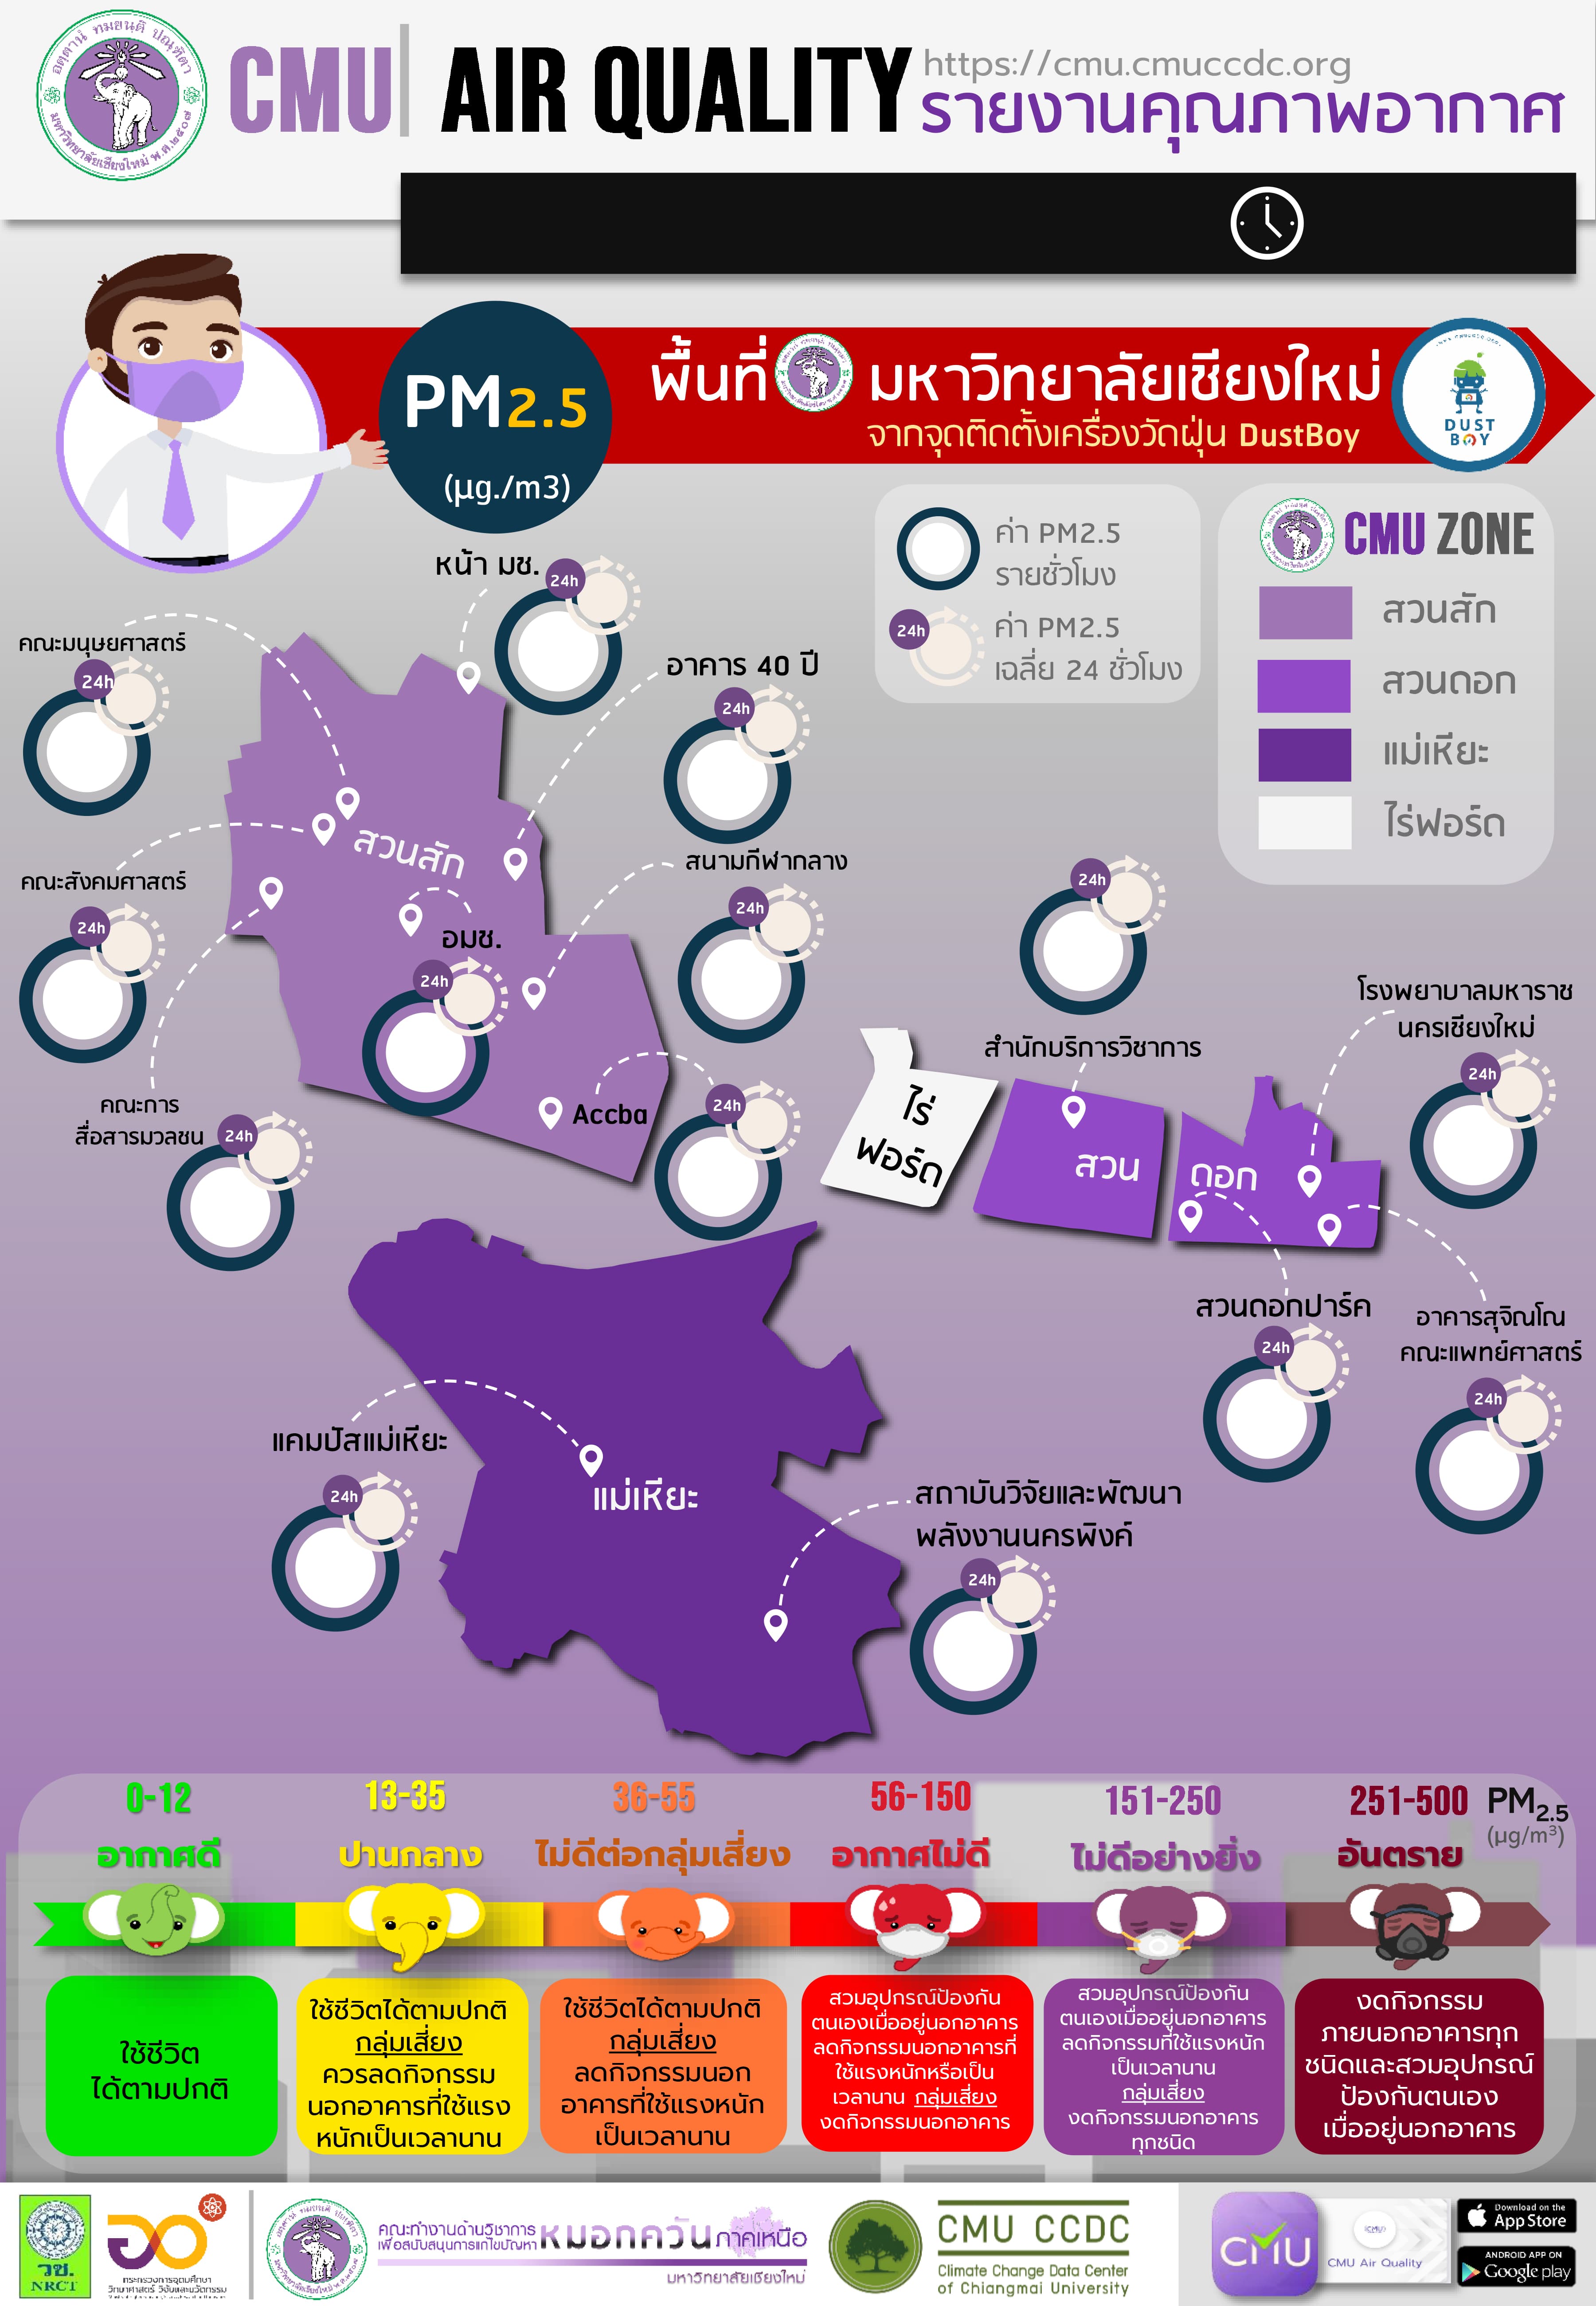 อตฺตานํ ทมยนฺติ ปณฺฑิตา
มหาวิทยาลัยเชียงใหม่ พ.ศ.๒๕๐๗
CMU AIR QUALITY
https://cmu.cmuccdc.org
รายงานคุณภาพอากาศ
PM2.5
(µg./m3)
พื้นที่ มหาวิทยาลัยเชียงใหม่
จากจุดติดตั้งเครื่องวัดฝุ่น DustBoy
DUST
BOY
ค่า PM2.5
รายชั่วโมง
24h
ค่า PM2.5
เฉลี่ย 24 ชั่วโมง
CMU ZONE
สวนสัก
สวนดอก
แม่เหียะ
ไร่ฟอร์ด
หน้า มช.
24h
คณะมนุษยศาสตร์
24h
อาคาร 40 ปี
24h
สวนสัก
สนามกีฬากลาง
24h
คณะสังคมศาสตร์
24h
อมช.
24h
24h
สำนักบริการวิชาการ
โรงพยาบาลมหาราช
นครเชียงใหม่
24h
คณะการ
สื่อสารมวลชน
24h
Accba
24h
ไร่
ฟอร์ด
สวน
ดอก
สวนดอกปาร์ค
24h
อาคารสุจิณโณ
คณะแพทย์ศาสตร์
24h
แคมปัสแม่เหียะ
24h
แม่เหียะ
สถาบันวิจัยและพัฒนา
พลังงานนครพิงค์
24h
0-12
อากาศดี
13-35
ปานกลาง
36-55
ไม่ดีต่อกลุ่มเสี่ยง
56-150
อากาศไม่ดี
151-250
ไม่ดีอย่างยิ่ง
251-500
อันตราย
PM2.5
(µg/m³)
ใช้ชีวิต
ได้ตามปกติ
ใช้ชีวิตได้ตามปกติ
กลุ่มเสี่ยง
ควรลดกิจกรรม
นอกอาคารที่ใช้แรง
หนักเป็นเวลานาน
ใช้ชีวิตได้ตามปกติ
กลุ่มเสี่ยง
ลดกิจกรรมนอก
อาคารที่ใช้แรงหนัก
เป็นเวลานาน
สวมอุปกรณ์ป้องกัน
ตนเองเมื่ออยู่นอกอาคาร
ลดกิจกรรมนอกอาคารที่
ใช้แรงหนักหรือเป็น
เวลานาน กลุ่มเสี่ยง
งดกิจกรรมนอกอาคาร
สวมอุปกรณ์ป้องกัน
ตนเองเมื่ออยู่นอกอาคาร
ลดกิจกรรมที่ใช้แรงหนัก
เป็นเวลานาน
กลุ่มเสี่ยง
งดกิจกรรมนอกอาคาร
ทุกชนิด
งดกิจกรรม
ภายนอกอาคารทุก
ชนิดและสวมอุปกรณ์
ป้องกันตนเอง
เมื่ออยู่นอกอาคาร
วช.
NRCT
กระทรวงการอุดมศึกษา
วิทยาศาสตร์ วิจัยและนวัตกรรม
คณะทำงานด้านวิชาการ
เพื่อสนับสนุนการแก้ไขปัญหา
หมอกควันภาคเหนือ
มหาวิทยาลัยเชียงใหม่
CMU CCDC
Climate Change Data Center
of Chiangmai University
CMU
CMU Air Quality
Download on the
App Store
ANDROID APP ON
Google play